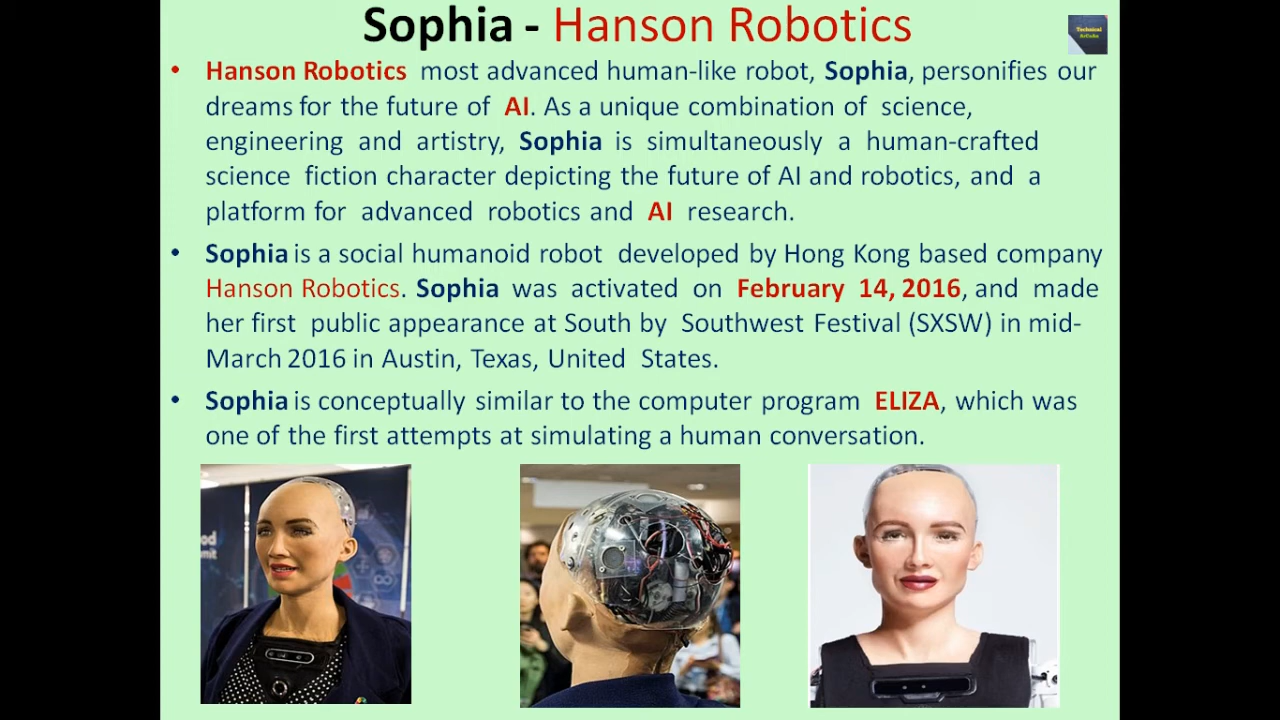 Sophia - Hanson Robotics
Technical
• Hanson Robotics most advanced human-like robot, Sophia, personifies our
dreams for the future of AI. As a unique combination of science,
engineering and artistry, Sophia is simultaneously a human-crafted
science fiction character depicting the future of AI and robotics, and a
platform for advanced robotics and AI research.
• Sophia is a social humanoid robot developed by Hong Kong based company
Hanson Robotics. Sophia was activated on February 14, 2016, and made
her first public appearance at South by Southwest Festival (SXSW) in mid-
March 2016 in Austin, Texas, United States.
• Sophia is conceptually similar to the computer program ELIZA, which was
one of the first attempts at simulating a human conversation.